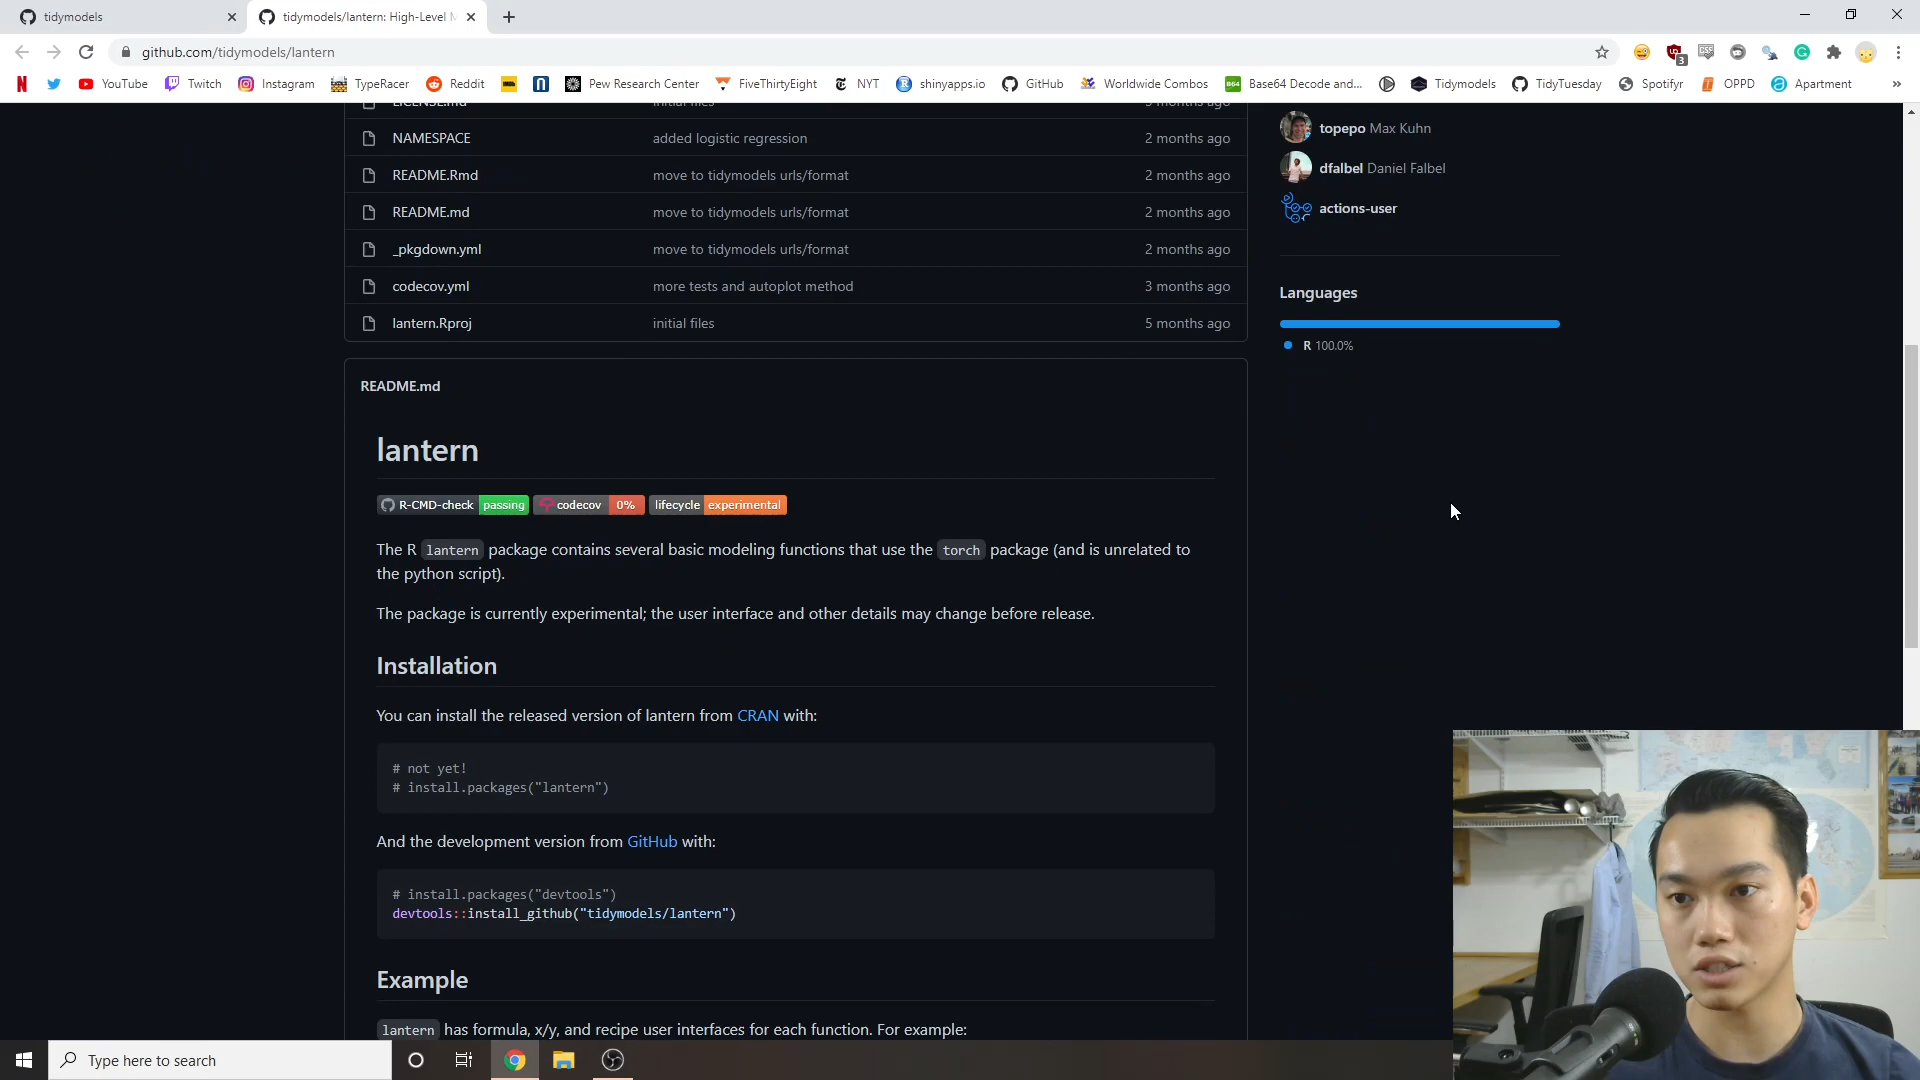 tidymodels
tidymodels/lantern: High-Level M
github.com/tidymodels/lantern
3
YouTube Twitch Instagram TypeRacer Reddit Pew Research Center FiveThirtyEight NYT shinyapps.io GitHub Worldwide Combos Base64 Decode and... Tidymodels TidyTuesday Spotifyr OPPD Apartment »
LICENSE.md initial files 5 months ago
NAMESPACE added logistic regression 2 months ago
README.Rmd move to tidymodels urls/format 2 months ago
README.md move to tidymodels urls/format 2 months ago
_pkgdown.yml move to tidymodels urls/format 2 months ago
codecov.yml more tests and autoplot method 3 months ago
lantern.Rproj initial files 5 months ago
topepo Max Kuhn
dfalbel Daniel Falbel
actions-user
Languages
R 100.0%
README.md
lantern
R-CMD-check passing codecov 0% lifecycle experimental
The R lantern package contains several basic modeling functions that use the torch package (and is unrelated to
the python script).
The package is currently experimental; the user interface and other details may change before release.
Installation
You can install the released version of lantern from CRAN with:
# not yet!
# install.packages("lantern")
And the development version from GitHub with:
# install.packages("devtools")
devtools::install_github("tidymodels/lantern")
Example
lantern has formula, x/y, and recipe user interfaces for each function. For example:
Type here to search